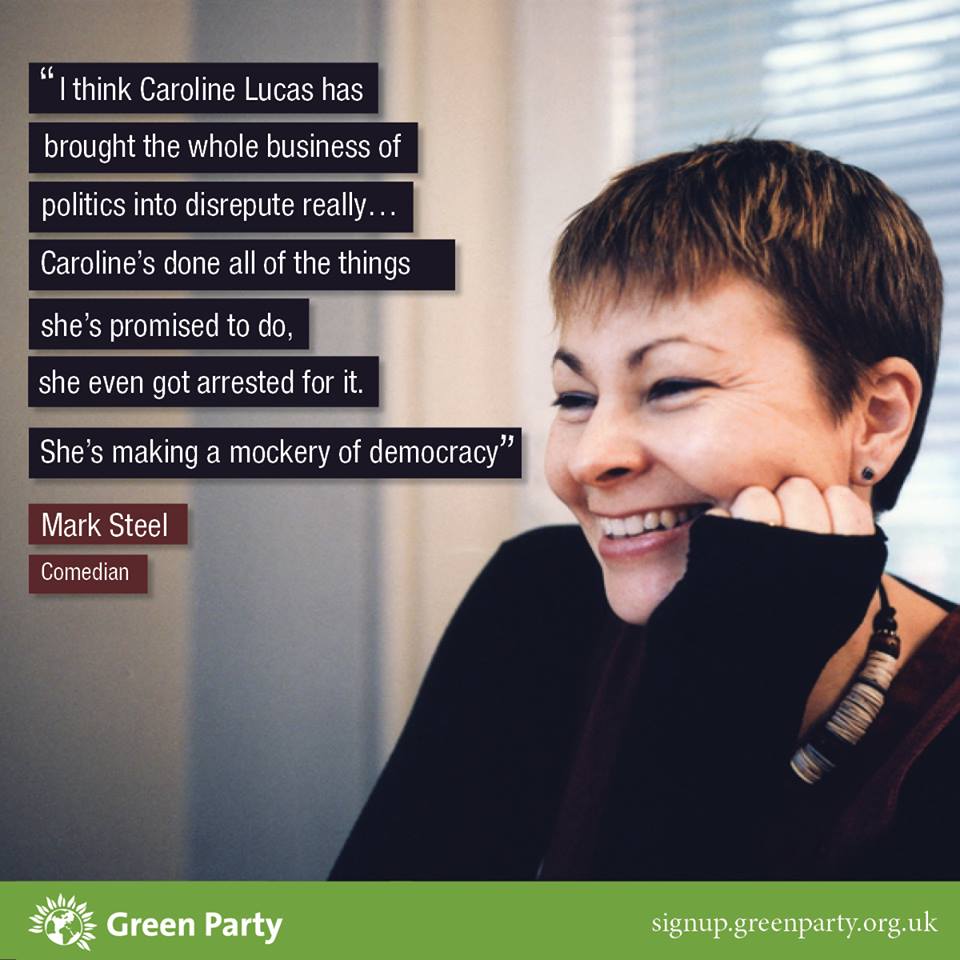 “I think Caroline Lucas has
brought the whole business of
politics into disrepute really…
Caroline’s done all of the things
she’s promised to do,
she even got arrested for it.
She’s making a mockery of democracy”
Mark Steel
Comedian
Green Party
signup.greenparty.org.uk